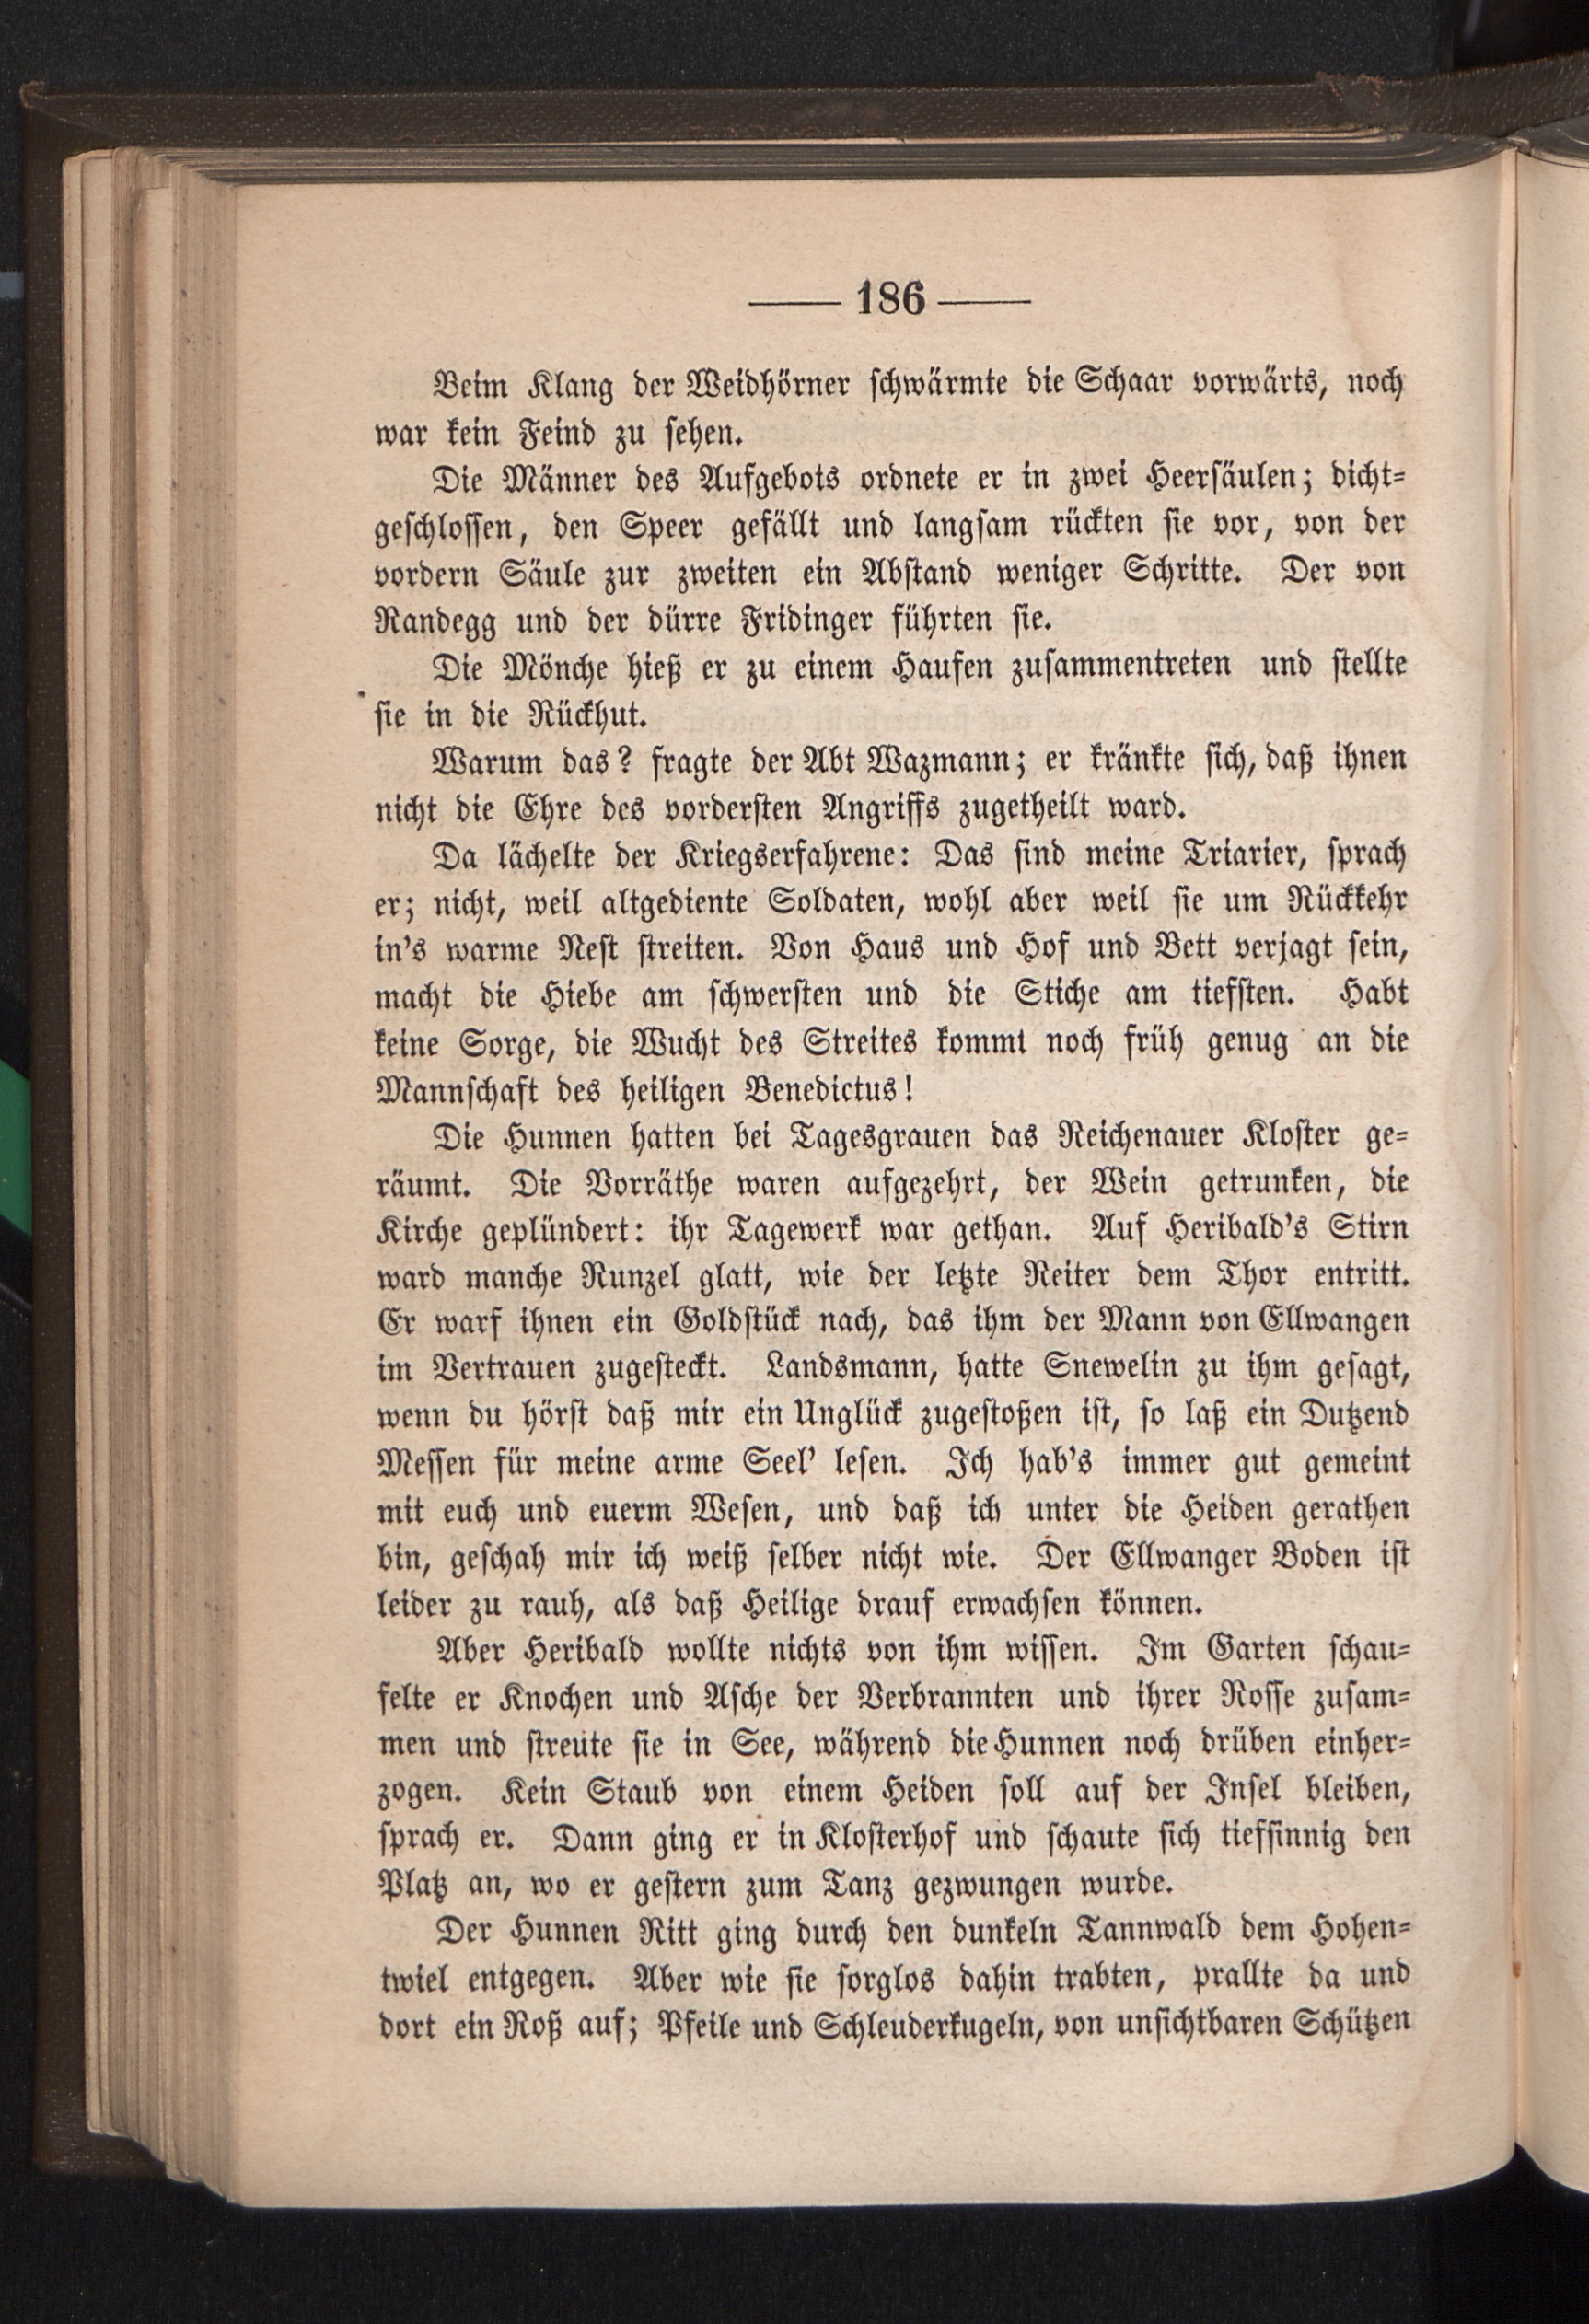 —— 186 ——
Beim Klang der Weidhörner schwärmte die Schaar vorwärts, noch
war kein Feind zu sehen.
Die Männer des Aufgebots ordnete er in zwei Heersäulen; dicht-
geschlossen, den Speer gefällt und langsam rückten sie vor, von der
vordern Säule zur zweiten ein Abstand weniger Schritte. Der von
Randegg und der dürre Fridinger führten sie.
Die Mönche hieß er zu einem Haufen zusammentreten und stellte
sie in die Rückhut.
Warum das? fragte der Abt Wazmann; er kränkte sich, daß ihnen
nicht die Ehre des vordersten Angriffs zugetheilt ward.
Da lächelte der Kriegserfahrene: Das sind meine Triarier, sprach
er; nicht, weil altgediente Soldaten, wohl aber weil sie um Rückkehr
in's warme Nest streiten. Von Haus und Hof und Bett verjagt sein,
macht die Hiebe am schwersten und die Stiche am tiefsten. Habt
keine Sorge, die Wucht des Streites kommt noch früh genug an die
Mannschaft des heiligen Benedictus!
Die Hunnen hatten bei Tagesgrauen das Reichenauer Kloster ge-
räumt. Die Vorräthe waren aufgezehrt, der Wein getrunken, die
Kirche geplündert: ihr Tagewerk war gethan. Auf Heribald's Stirn
ward manche Runzel glatt, wie der letzte Reiter dem Thor entritt.
Er warf ihnen ein Goldstück nach, das ihm der Mann von Ellwangen
im Vertrauen zugesteckt. Landsmann, hatte Snewelin zu ihm gesagt,
wenn du hörst daß mir ein Unglück zugestoßen ist, so laß ein Dutzend
Messen für meine arme Seel' lesen. Ich hab's immer gut gemeint
mit euch und euerm Wesen, und daß ich unter die Heiden gerathen
bin, geschah mir ich weiß selber nicht wie. Der Ellwanger Boden ist
leider zu rauh, als daß Heilige drauf erwachsen können.
Aber Heribald wollte nichts von ihm wissen. Im Garten schau-
felte er Knochen und Asche der Verbrannten und ihrer Rosse zusam-
men und streute sie in See, während die Hunnen noch drüben einher-
zogen. Kein Staub von einem Heiden soll auf der Insel bleiben,
sprach er. Dann ging er in Klosterhof und schaute sich tiefsinnig den
Platz an, wo er gestern zum Tanz gezwungen wurde.
Der Hunnen Ritt ging durch den dunkeln Tannwald dem Hohen-
twiel entgegen. Aber wie sie sorglos dahin trabten, prallte da und
dort ein Roß auf; Pfeile und Schleuderkugeln, von unsichtbaren Schützen